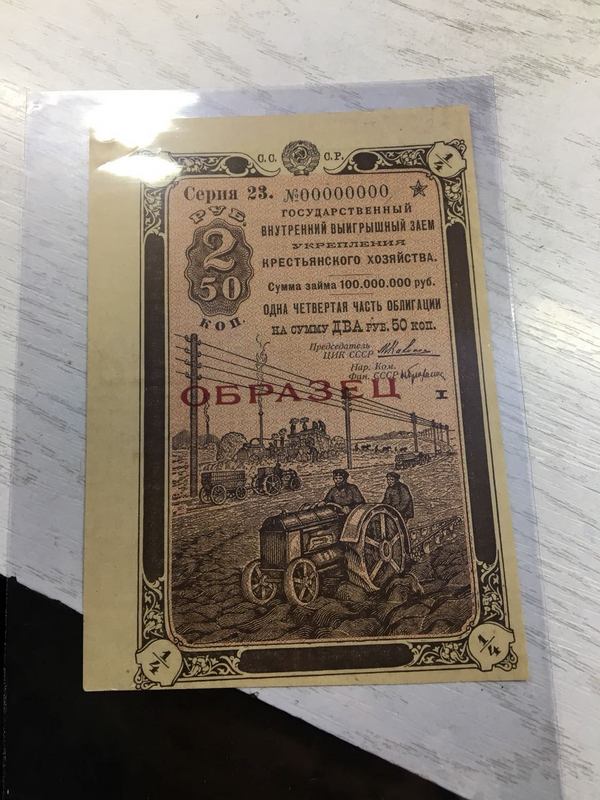 С.С. С.Р.
1/4
Серия 23. №00000000
РУБ.
2
50
КОП.
ГОСУДАРСТВЕННЫЙ
ВНУТРЕННИЙ ВЫИГРЫШНЫЙ ЗАЕМ
УКРЕПЛЕНИЯ
КРЕСТЬЯНСКОГО ХОЗЯЙСТВА.
Сумма займа 100.000.000 руб.
ОДНА ЧЕТВЕРТАЯ ЧАСТЬ ОБЛИГАЦИИ
НА СУММУ ДВА РУБ. 50 КОП.
Председатель
ЦИК СССР
Нар. Ком.
Фин. СССР
ОБРАЗЕЦ I
1/4 1/4